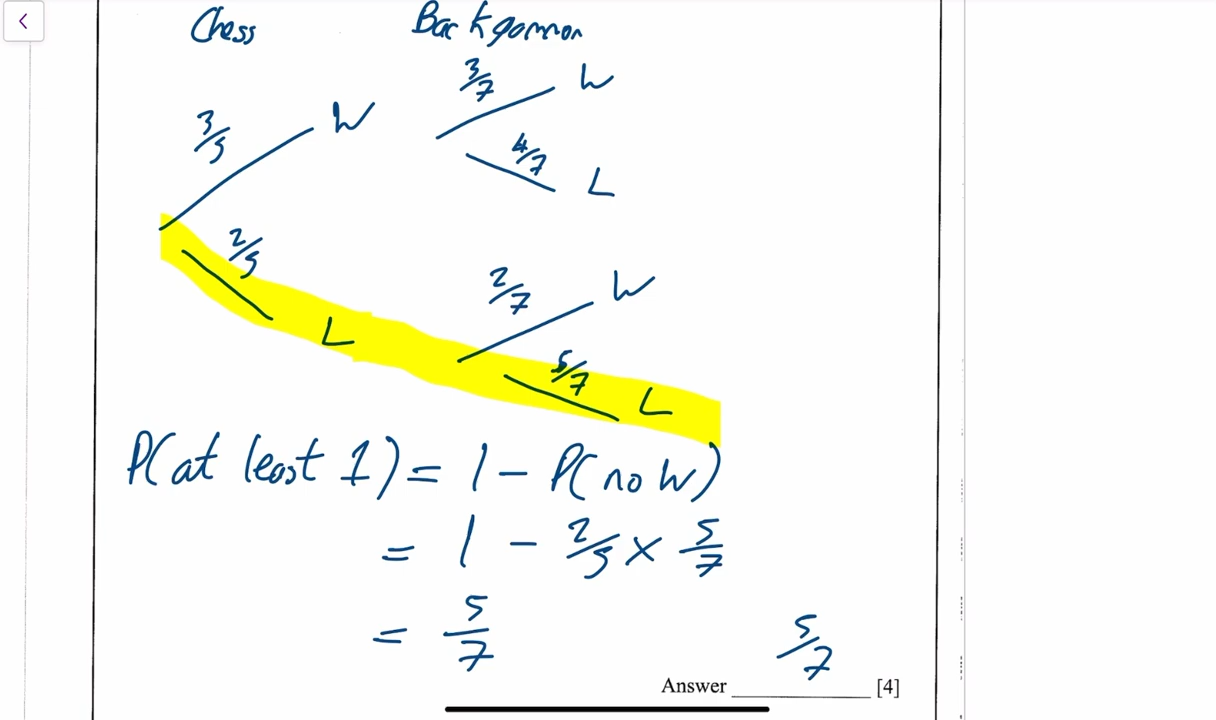 Chess Backgammon
3/7 W
3/5 W
4/7 L
2/5
2/7 W
L
5/7 L
P(at least 1) = 1 - P(no W)
= 1 - 2/5 × 5/7
= 5/7
5/7
Answer ____________ [4]